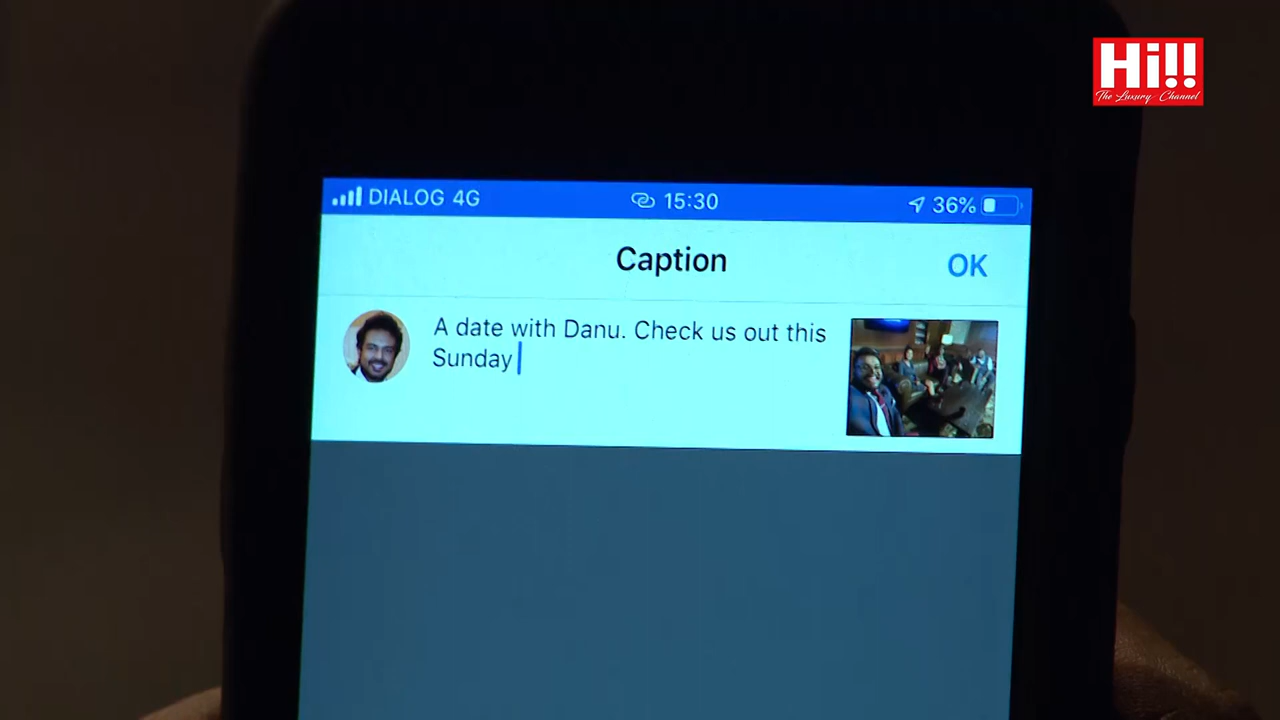 Hi!!
The Luxury Channel
DIALOG 4G 15:30 36%
Caption OK
A date with Danu. Check us out this
Sunday